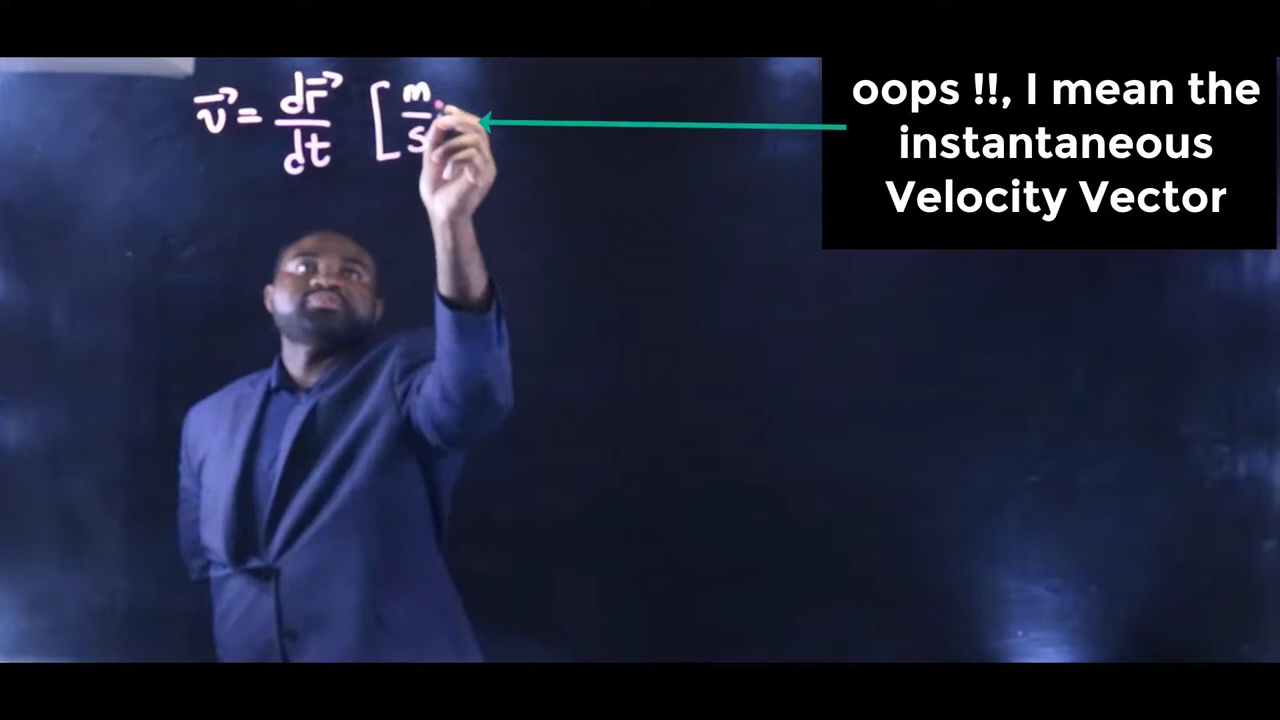 v⃗ = dr⃗/dt [m/s
oops !!, I mean the
instantaneous
Velocity Vector